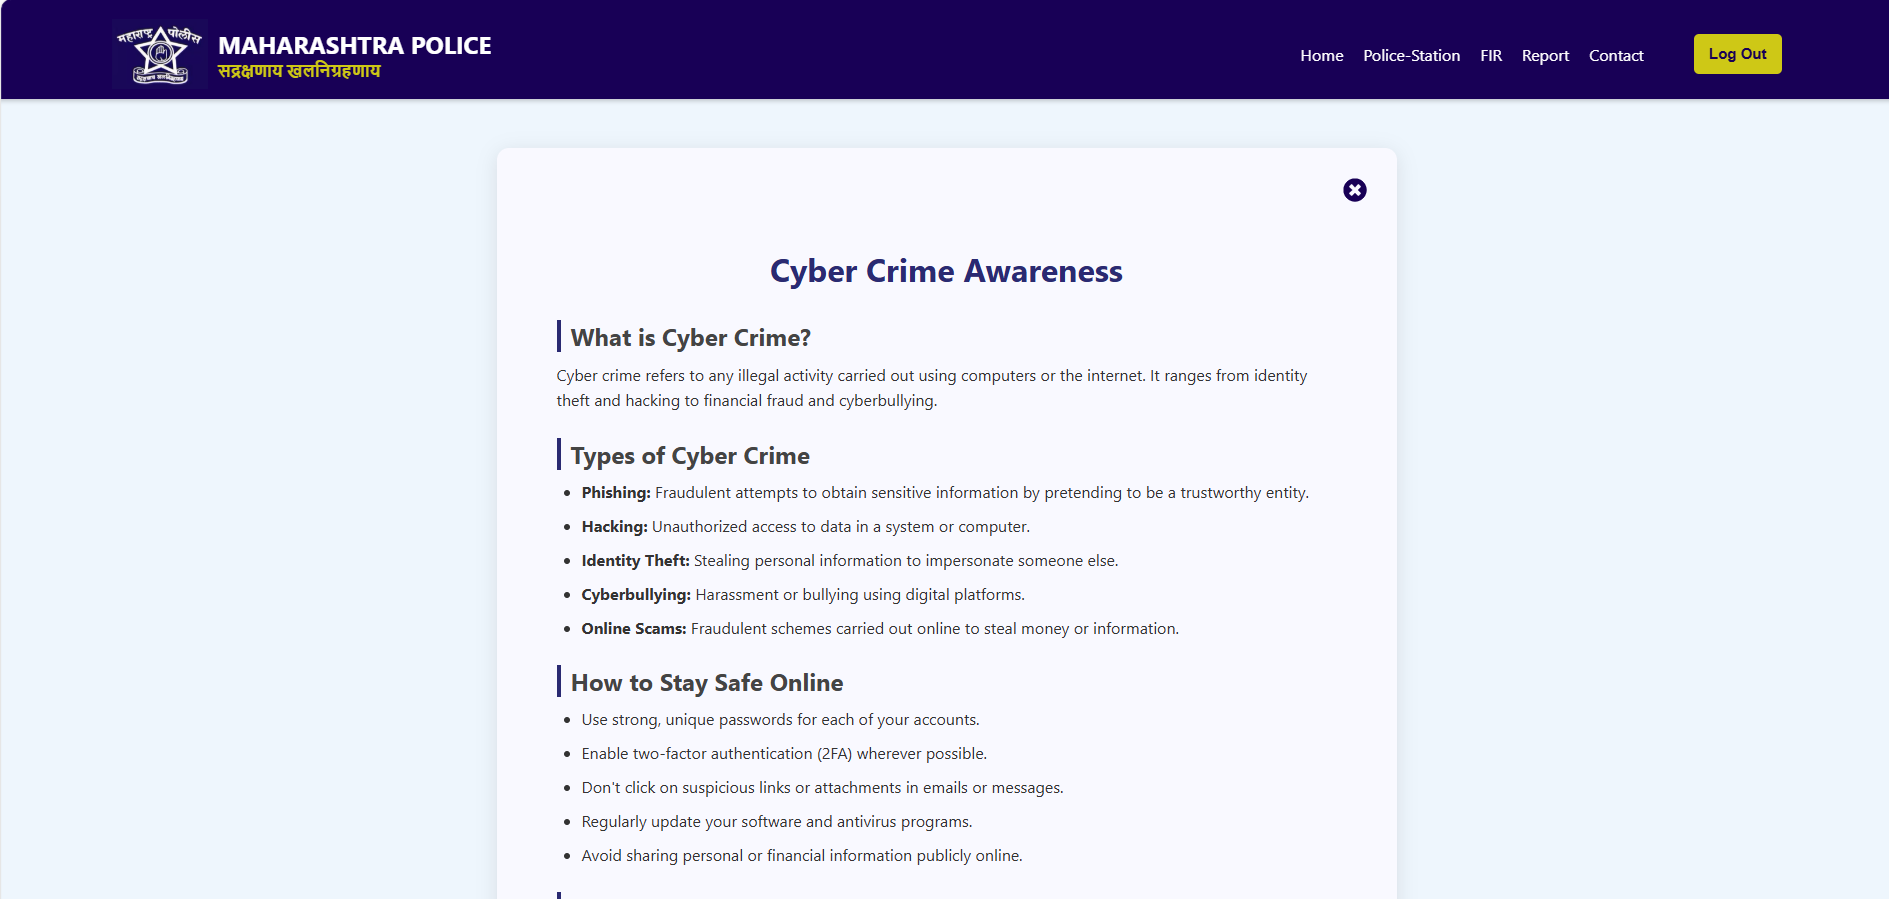 महाराष्ट्र पोलीस
MAHARASHTRA POLICE
सद्रक्षणाय खलनिग्रहणाय
Home Police-Station FIR Report Contact Log Out
Cyber Crime Awareness
What is Cyber Crime?
Cyber crime refers to any illegal activity carried out using computers or the internet. It ranges from identity
theft and hacking to financial fraud and cyberbullying.
Types of Cyber Crime
• Phishing: Fraudulent attempts to obtain sensitive information by pretending to be a trustworthy entity.
• Hacking: Unauthorized access to data in a system or computer.
• Identity Theft: Stealing personal information to impersonate someone else.
• Cyberbullying: Harassment or bullying using digital platforms.
• Online Scams: Fraudulent schemes carried out online to steal money or information.
How to Stay Safe Online
• Use strong, unique passwords for each of your accounts.
• Enable two-factor authentication (2FA) wherever possible.
• Don't click on suspicious links or attachments in emails or messages.
• Regularly update your software and antivirus programs.
• Avoid sharing personal or financial information publicly online.